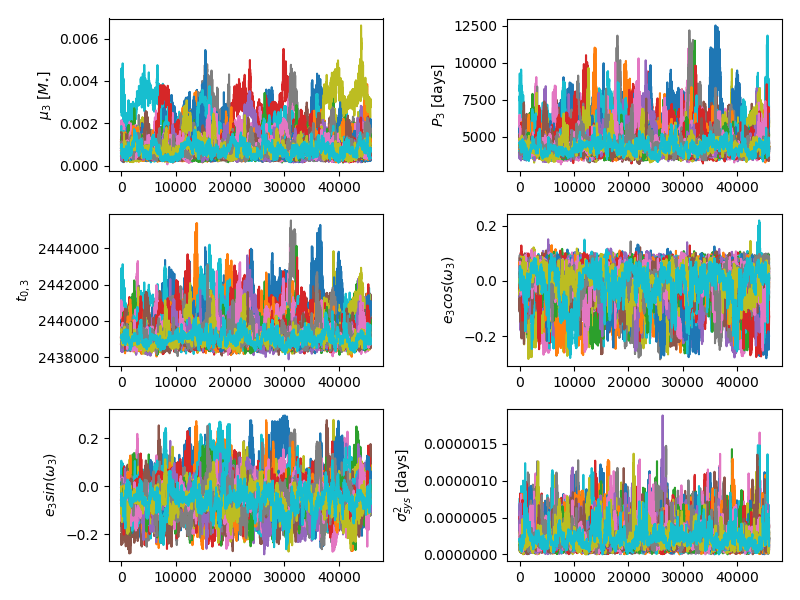 μ₃ [M⋆]
0.006
0.004
0.002
0.000
0 10000 20000 30000 40000
P₃ [days]
12500
10000
7500
5000
0 10000 20000 30000 40000
t₀,₃
2444000
2442000
2440000
2438000
0 10000 20000 30000 40000
e₃cos(ω₃)
0.2
0.0
−0.2
0 10000 20000 30000 40000
e₃sin(ω₃)
0.2
0.0
−0.2
0 10000 20000 30000 40000
σ²sys [days]
0.0000015
0.0000010
0.0000005
0.0000000
0 10000 20000 30000 40000